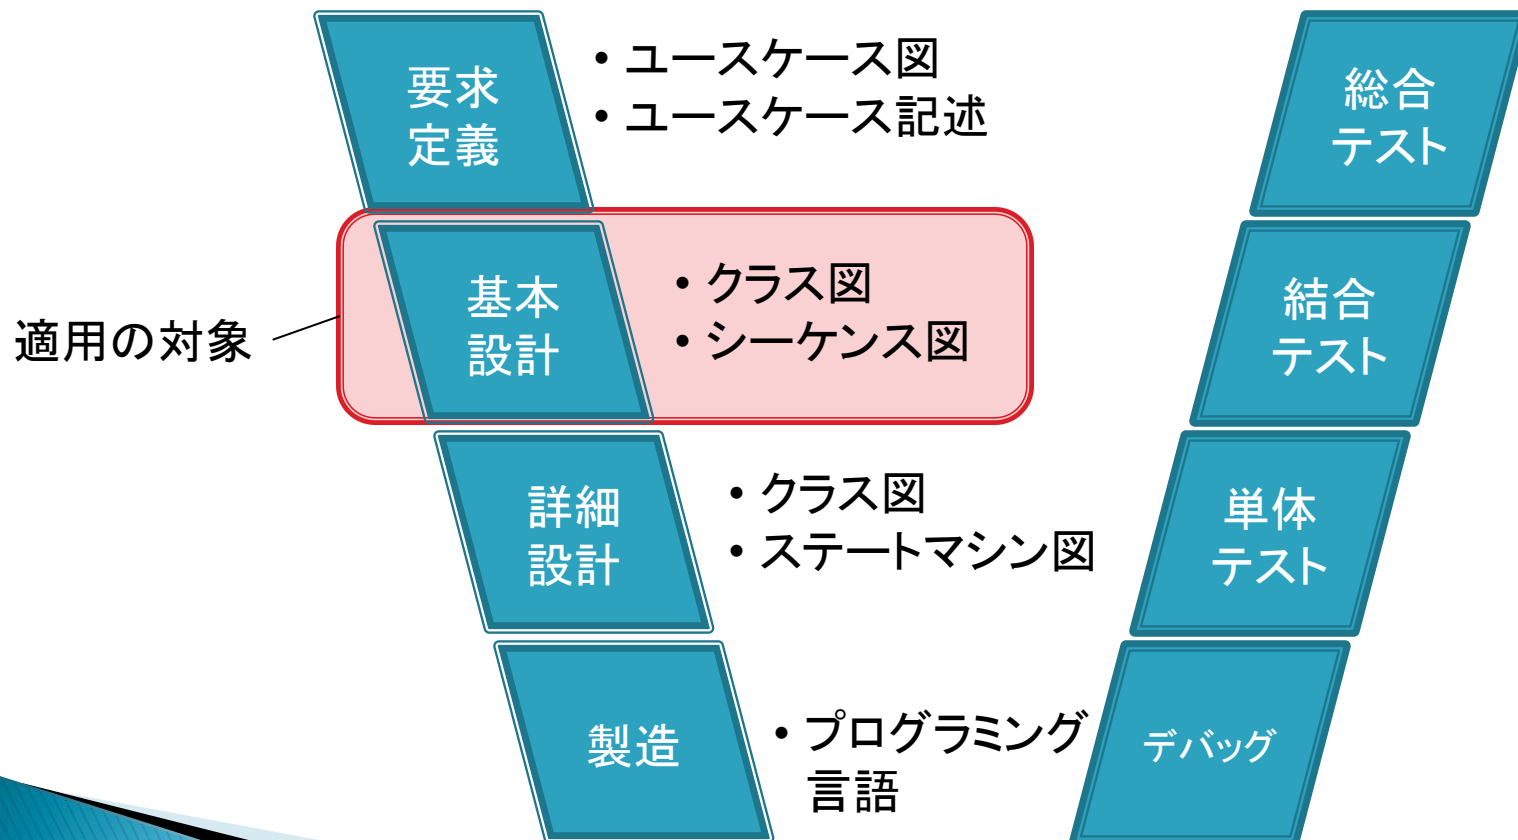 要求
定義
・ユースケース図
・ユースケース記述
総合
テスト
適用の対象
基本
設計
・クラス図
・シーケンス図
結合
テスト
詳細
設計
・クラス図
・ステートマシン図
単体
テスト
製造
・プログラミング
言語
デバッグ